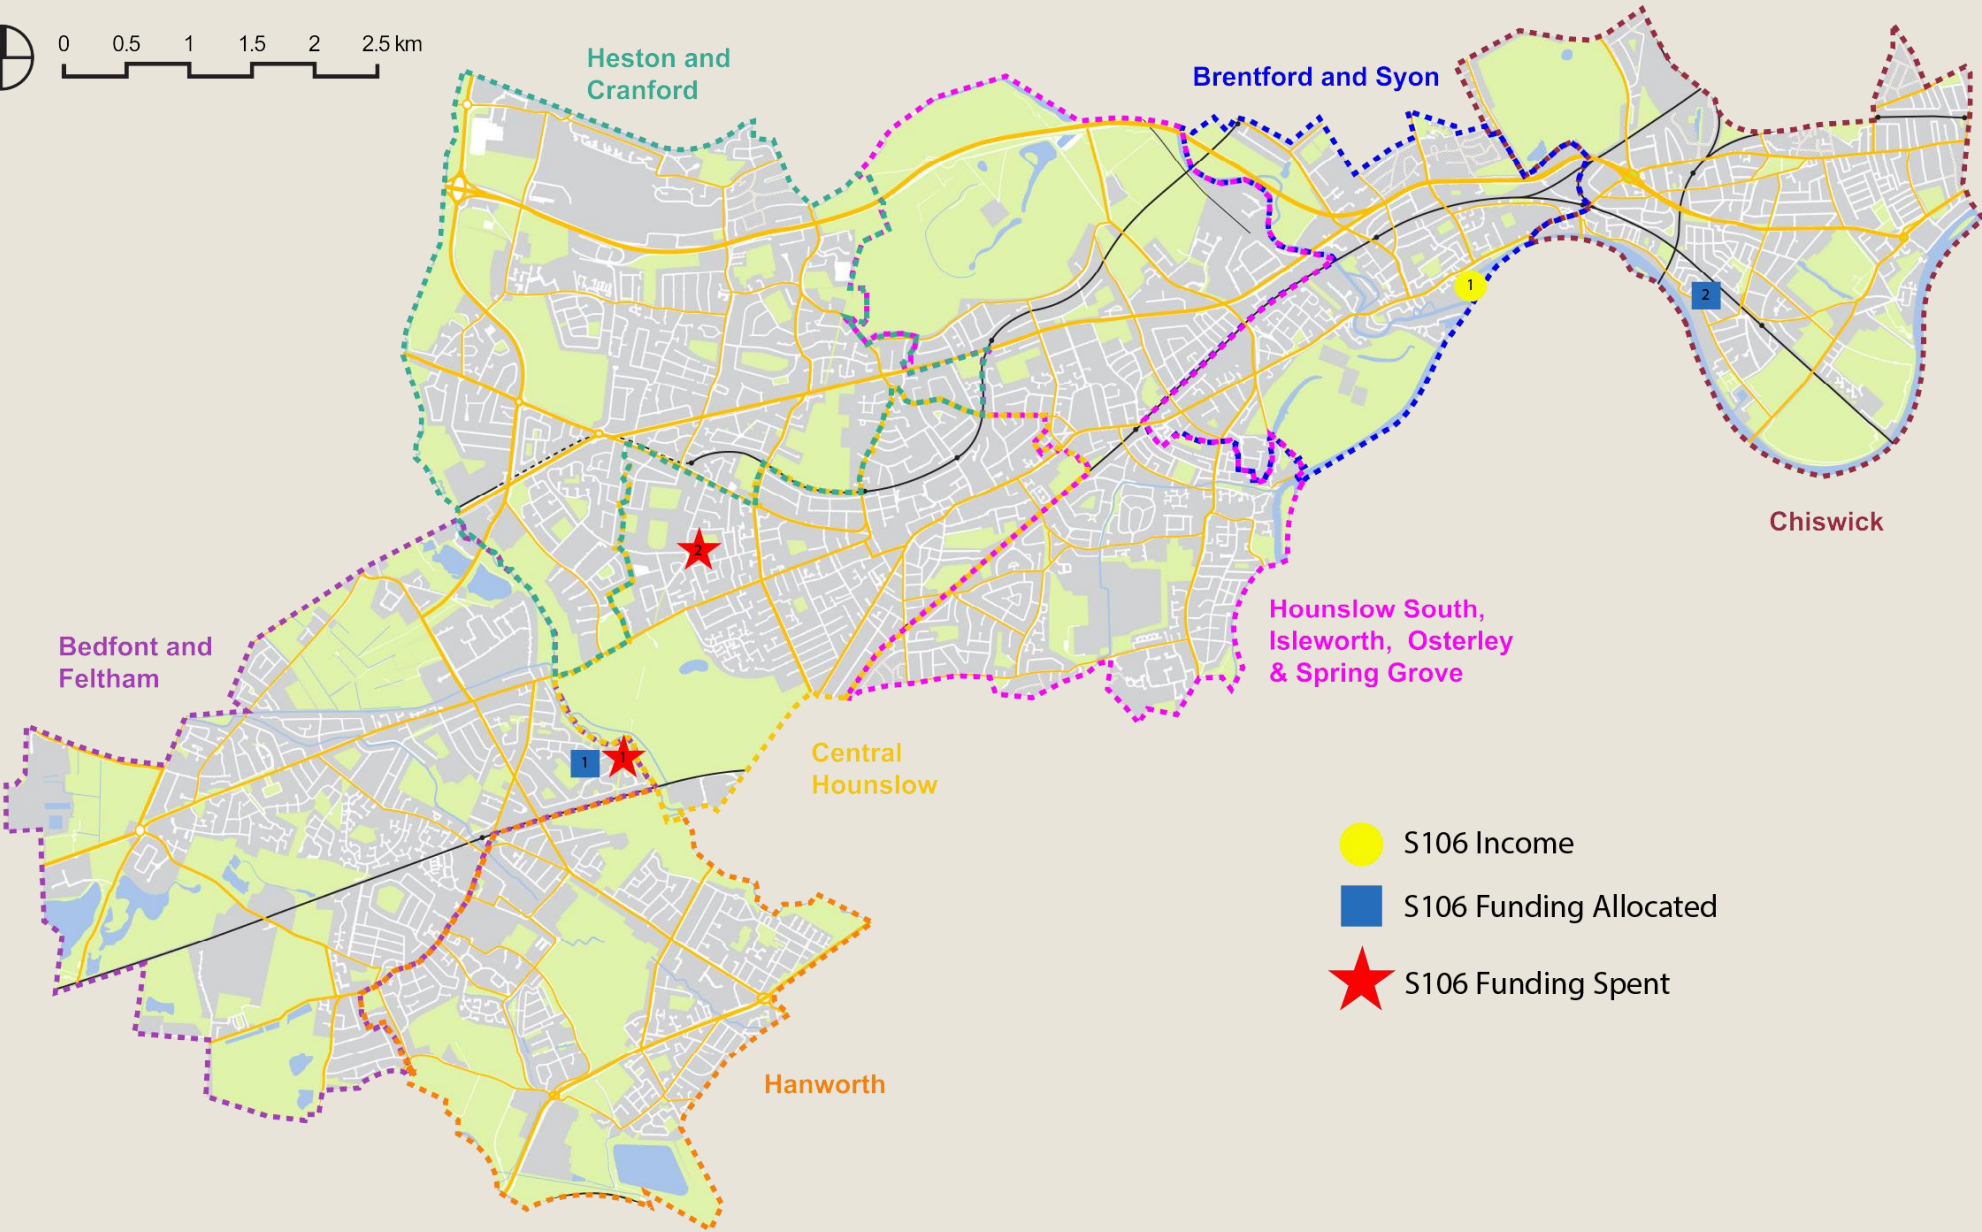 0 0.5 1 1.5 2 2.5 km
Heston and
Cranford
Brentford and Syon
1
2
Chiswick
2
Hounslow South,
Isleworth, Osterley
& Spring Grove
Bedfont and
Feltham
1
1
Central
Hounslow
Hanworth
S106 Income
S106 Funding Allocated
S106 Funding Spent